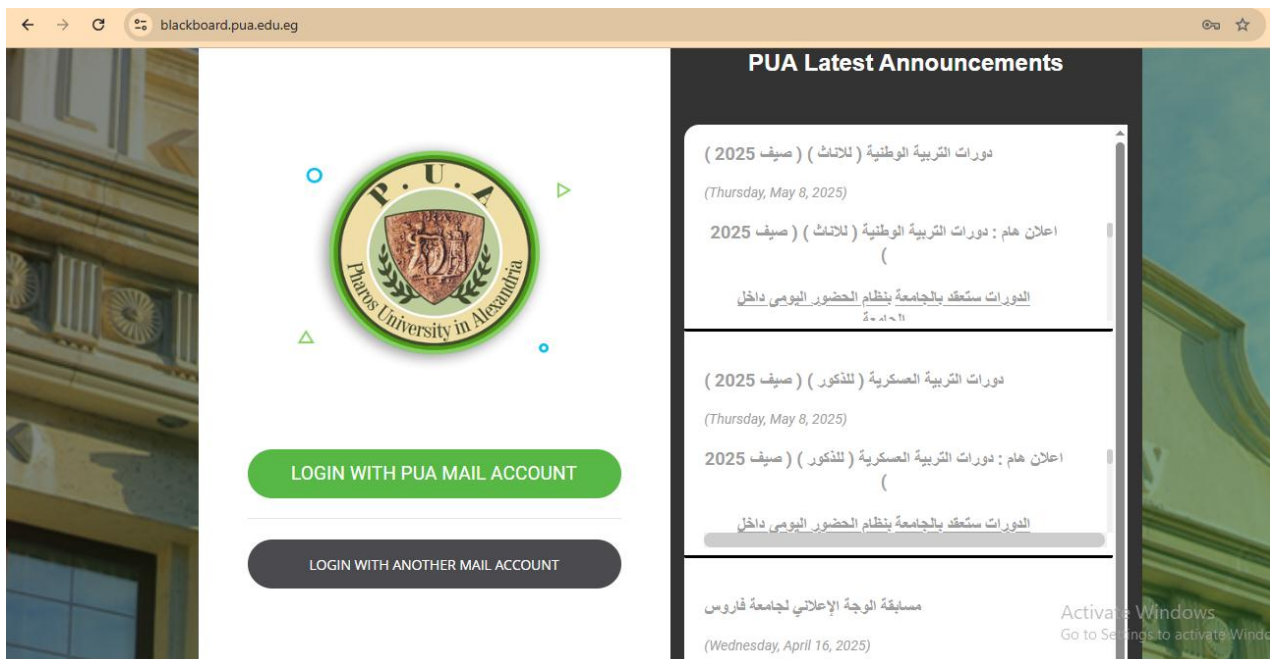 blackboard.pua.edu.eg
P.U.A
Pharos University in Alexandria
LOGIN WITH PUA MAIL ACCOUNT
LOGIN WITH ANOTHER MAIL ACCOUNT
PUA Latest Announcements
دورات التربية الوطنية ( للاناث ) ( صيف 2025 )
(Thursday, May 8, 2025)
اعلان هام : دورات التربية الوطنية ( للاناث ) ( صيف 2025
)
الدورات ستعقد بالجامعة بنظام الحضور اليومى داخل
الجامعة
دورات التربية العسكرية ( للذكور ) ( صيف 2025 )
(Thursday, May 8, 2025)
اعلان هام : دورات التربية العسكرية ( للذكور ) ( صيف 2025
)
الدورات ستعقد بالجامعة بنظام الحضور اليومى داخل
مسابقة الوجة الإعلاني لجامعة فاروس
(Wednesday, April 16, 2025)
Activate Windows
Go to Settings to activate Windo